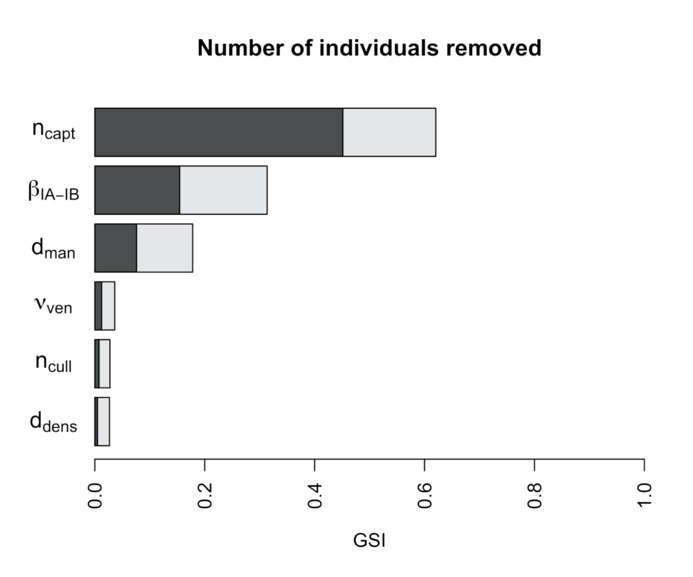 Number of individuals removed
n_capt
β_IA–IB
d_man
ν_ven
n_cull
d_dens
0.0 0.2 0.4 0.6 0.8 1.0
GSI